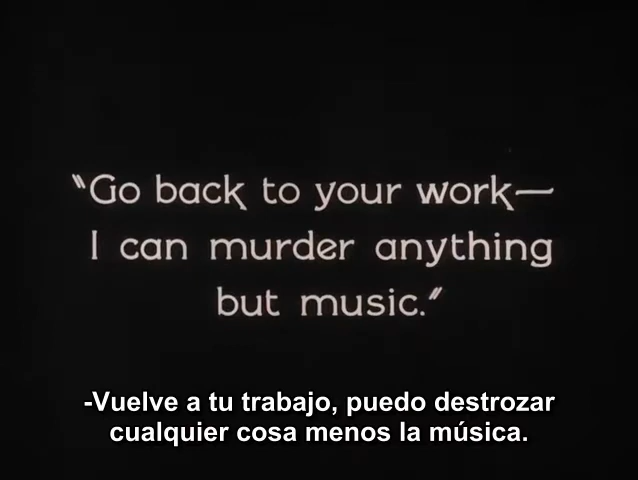 "Go back to your work—
I can murder anything
but music."
-Vuelve a tu trabajo, puedo destrozar
cualquier cosa menos la música.